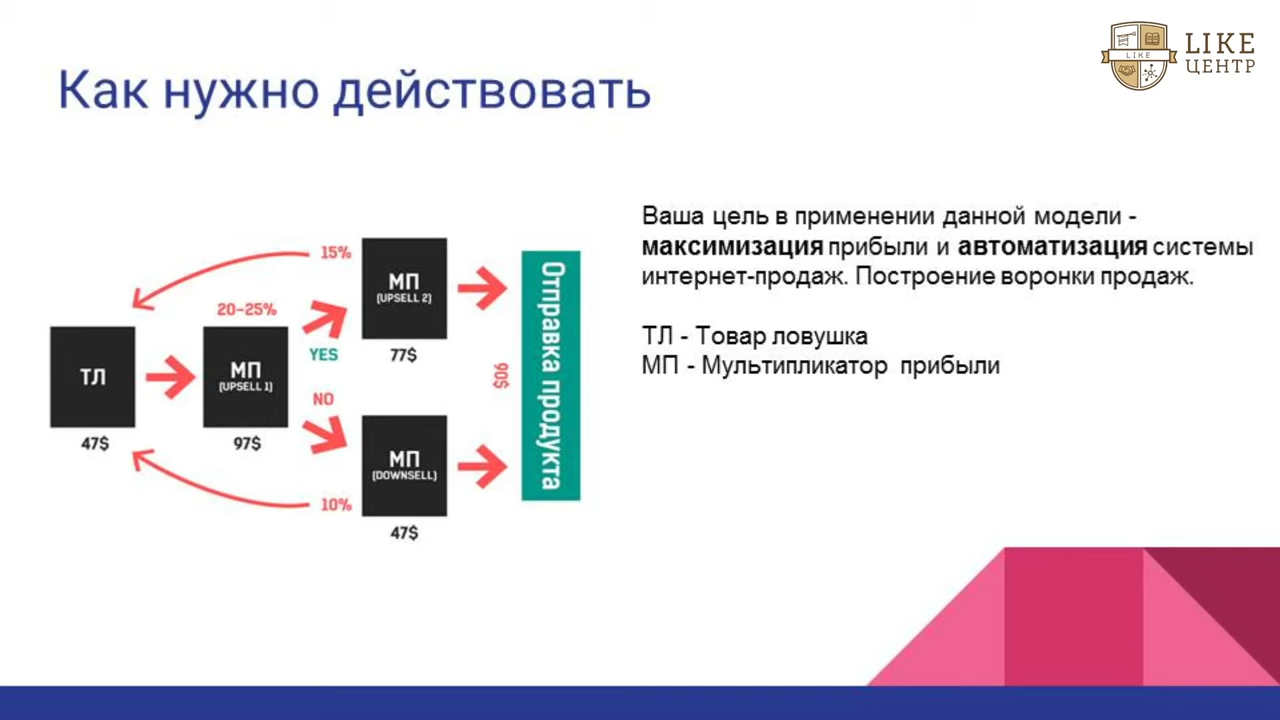 LIKE
ЦЕНТР
LIKE
Как нужно действовать
Ваша цель в применении данной модели -
максимизация прибыли и автоматизация системы
интернет-продаж. Построение воронки продаж.
ТЛ - Товар ловушка
МП - Мультипликатор прибыли
ТЛ
47$
20-25%
МП
(UPSELL 1)
97$
15%
YES
NO
10%
МП
(UPSELL 2)
77$
МП
(DOWNSELL)
47$
90$
Отправка продукта